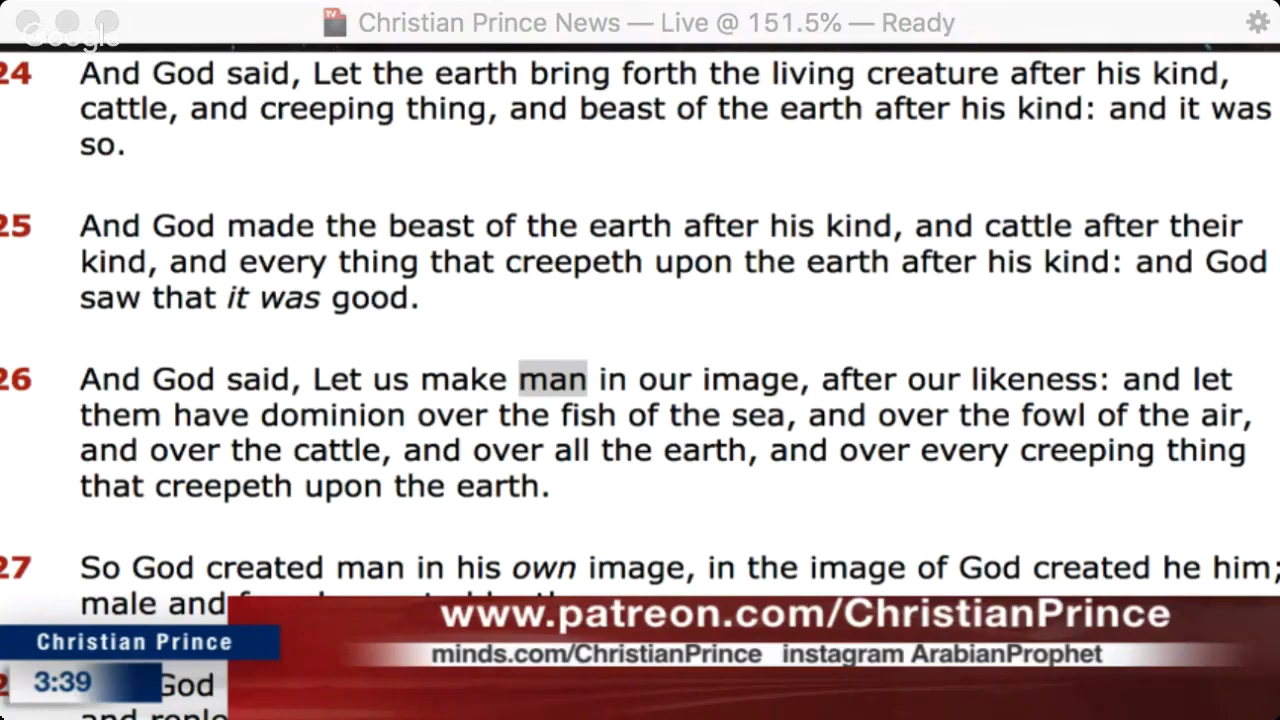 Christian Prince News — Live @ 151.5% — Ready
Google
24 And God said, Let the earth bring forth the living creature after his kind,
cattle, and creeping thing, and beast of the earth after his kind: and it was
so.
25 And God made the beast of the earth after his kind, and cattle after their
kind, and every thing that creepeth upon the earth after his kind: and God
saw that it was good.
26 And God said, Let us make man in our image, after our likeness: and let
them have dominion over the fish of the sea, and over the fowl of the air,
and over the cattle, and over all the earth, and over every creeping thing
that creepeth upon the earth.
27 So God created man in his own image, in the image of God created he him;
male and
www.patreon.com/ChristianPrince
Christian Prince
minds.com/ChristianPrince instagram ArabianProphet
3:39
God
and